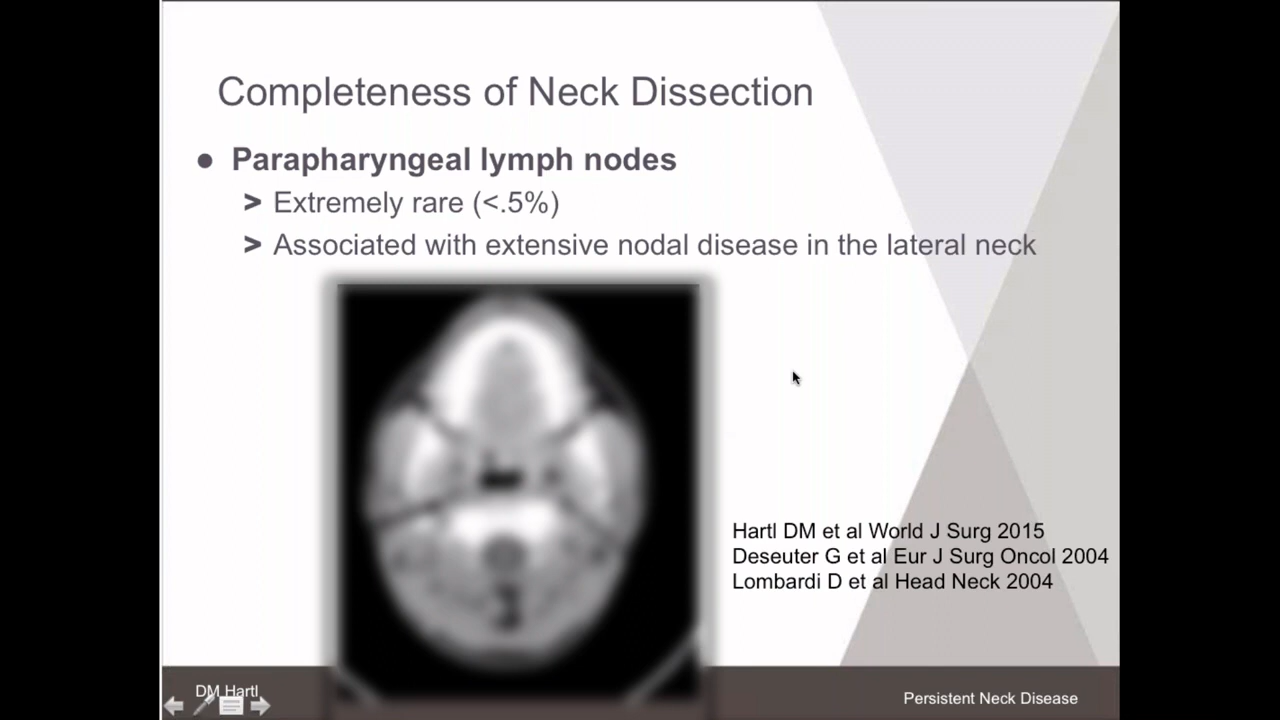 Completeness of Neck Dissection
● Parapharyngeal lymph nodes
> Extremely rare (<.5%)
> Associated with extensive nodal disease in the lateral neck
Hartl DM et al World J Surg 2015
Deseuter G et al Eur J Surg Oncol 2004
Lombardi D et al Head Neck 2004
DM Hartl
Persistent Neck Disease